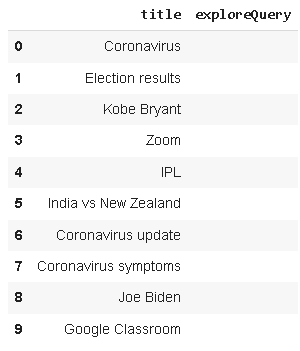 title exploreQuery
0 Coronavirus
1 Election results
2 Kobe Bryant
3 Zoom
4 IPL
5 India vs New Zealand
6 Coronavirus update
7 Coronavirus symptoms
8 Joe Biden
9 Google Classroom